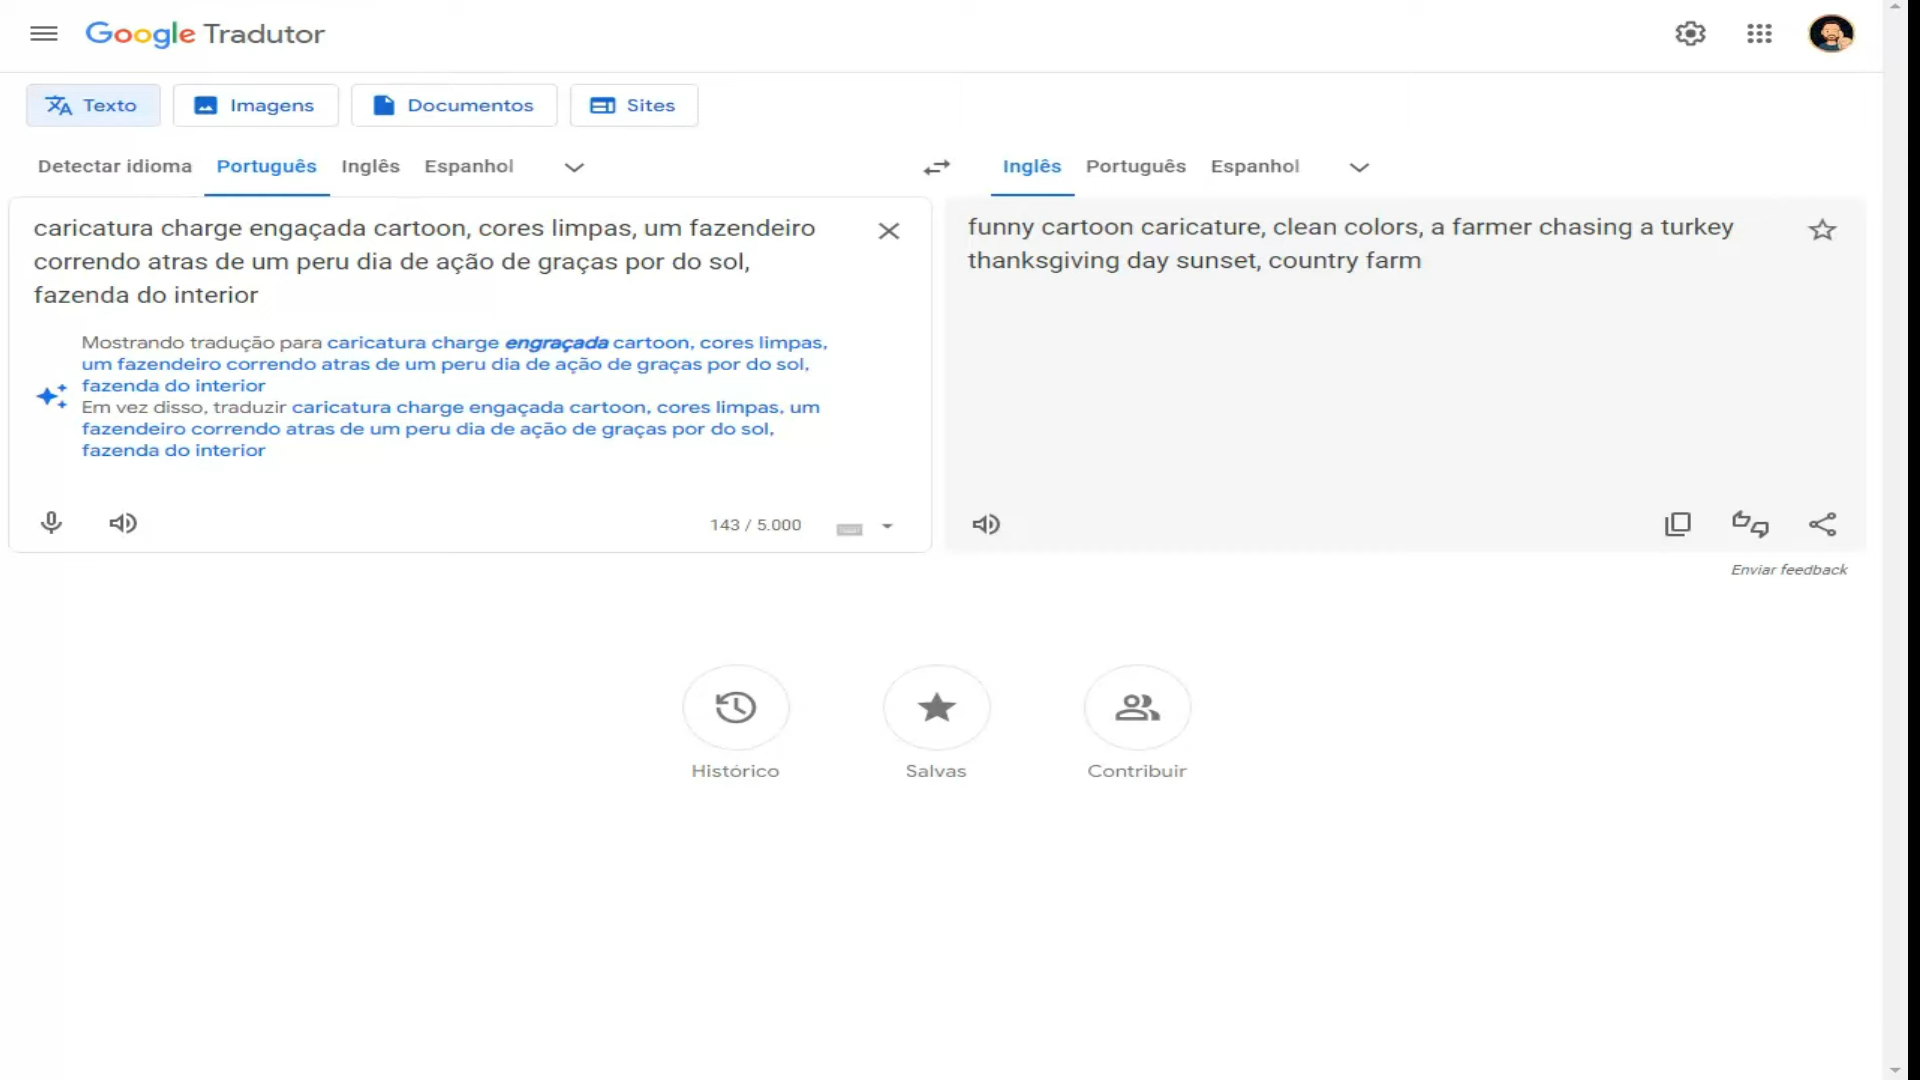 Google Tradutor
Texto
Imagens
Documentos
Sites
Detectar idioma
Português
Inglês
Espanhol
Inglês
Português
Espanhol
caricatura charge engaçada cartoon, cores limpas, um fazendeiro
correndo atras de um peru dia de ação de graças por do sol,
fazenda do interior
Mostrando tradução para caricatura charge engraçada cartoon, cores limpas,
um fazendeiro correndo atras de um peru dia de ação de graças por do sol,
fazenda do interior
Em vez disso, traduzir caricatura charge engaçada cartoon, cores limpas, um
fazendeiro correndo atras de um peru dia de ação de graças por do sol,
fazenda do interior
143 / 5.000
funny cartoon caricature, clean colors, a farmer chasing a turkey
thanksgiving day sunset, country farm
Enviar feedback
Histórico
Salvas
Contribuir